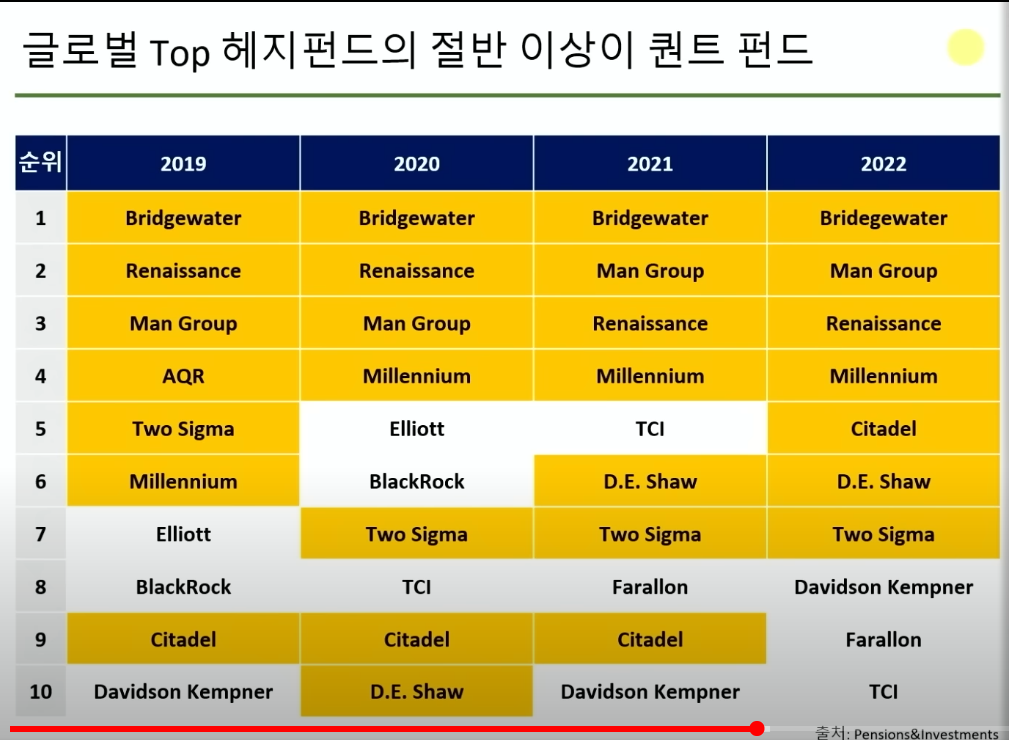 글로벌 Top 헤지펀드의 절반 이상이 퀀트 펀드
순위 2019 2020 2021 2022
1 Bridgewater Bridgewater Bridgewater Bridegewater
2 Renaissance Renaissance Man Group Man Group
3 Man Group Man Group Renaissance Renaissance
4 AQR Millennium Millennium Millennium
5 Two Sigma Elliott TCI Citadel
6 Millennium BlackRock D.E. Shaw D.E. Shaw
7 Elliott Two Sigma Two Sigma Two Sigma
8 BlackRock TCI Farallon Davidson Kempner
9 Citadel Citadel Citadel Farallon
10 Davidson Kempner D.E. Shaw Davidson Kempner TCI
출처: Pensions&Investments